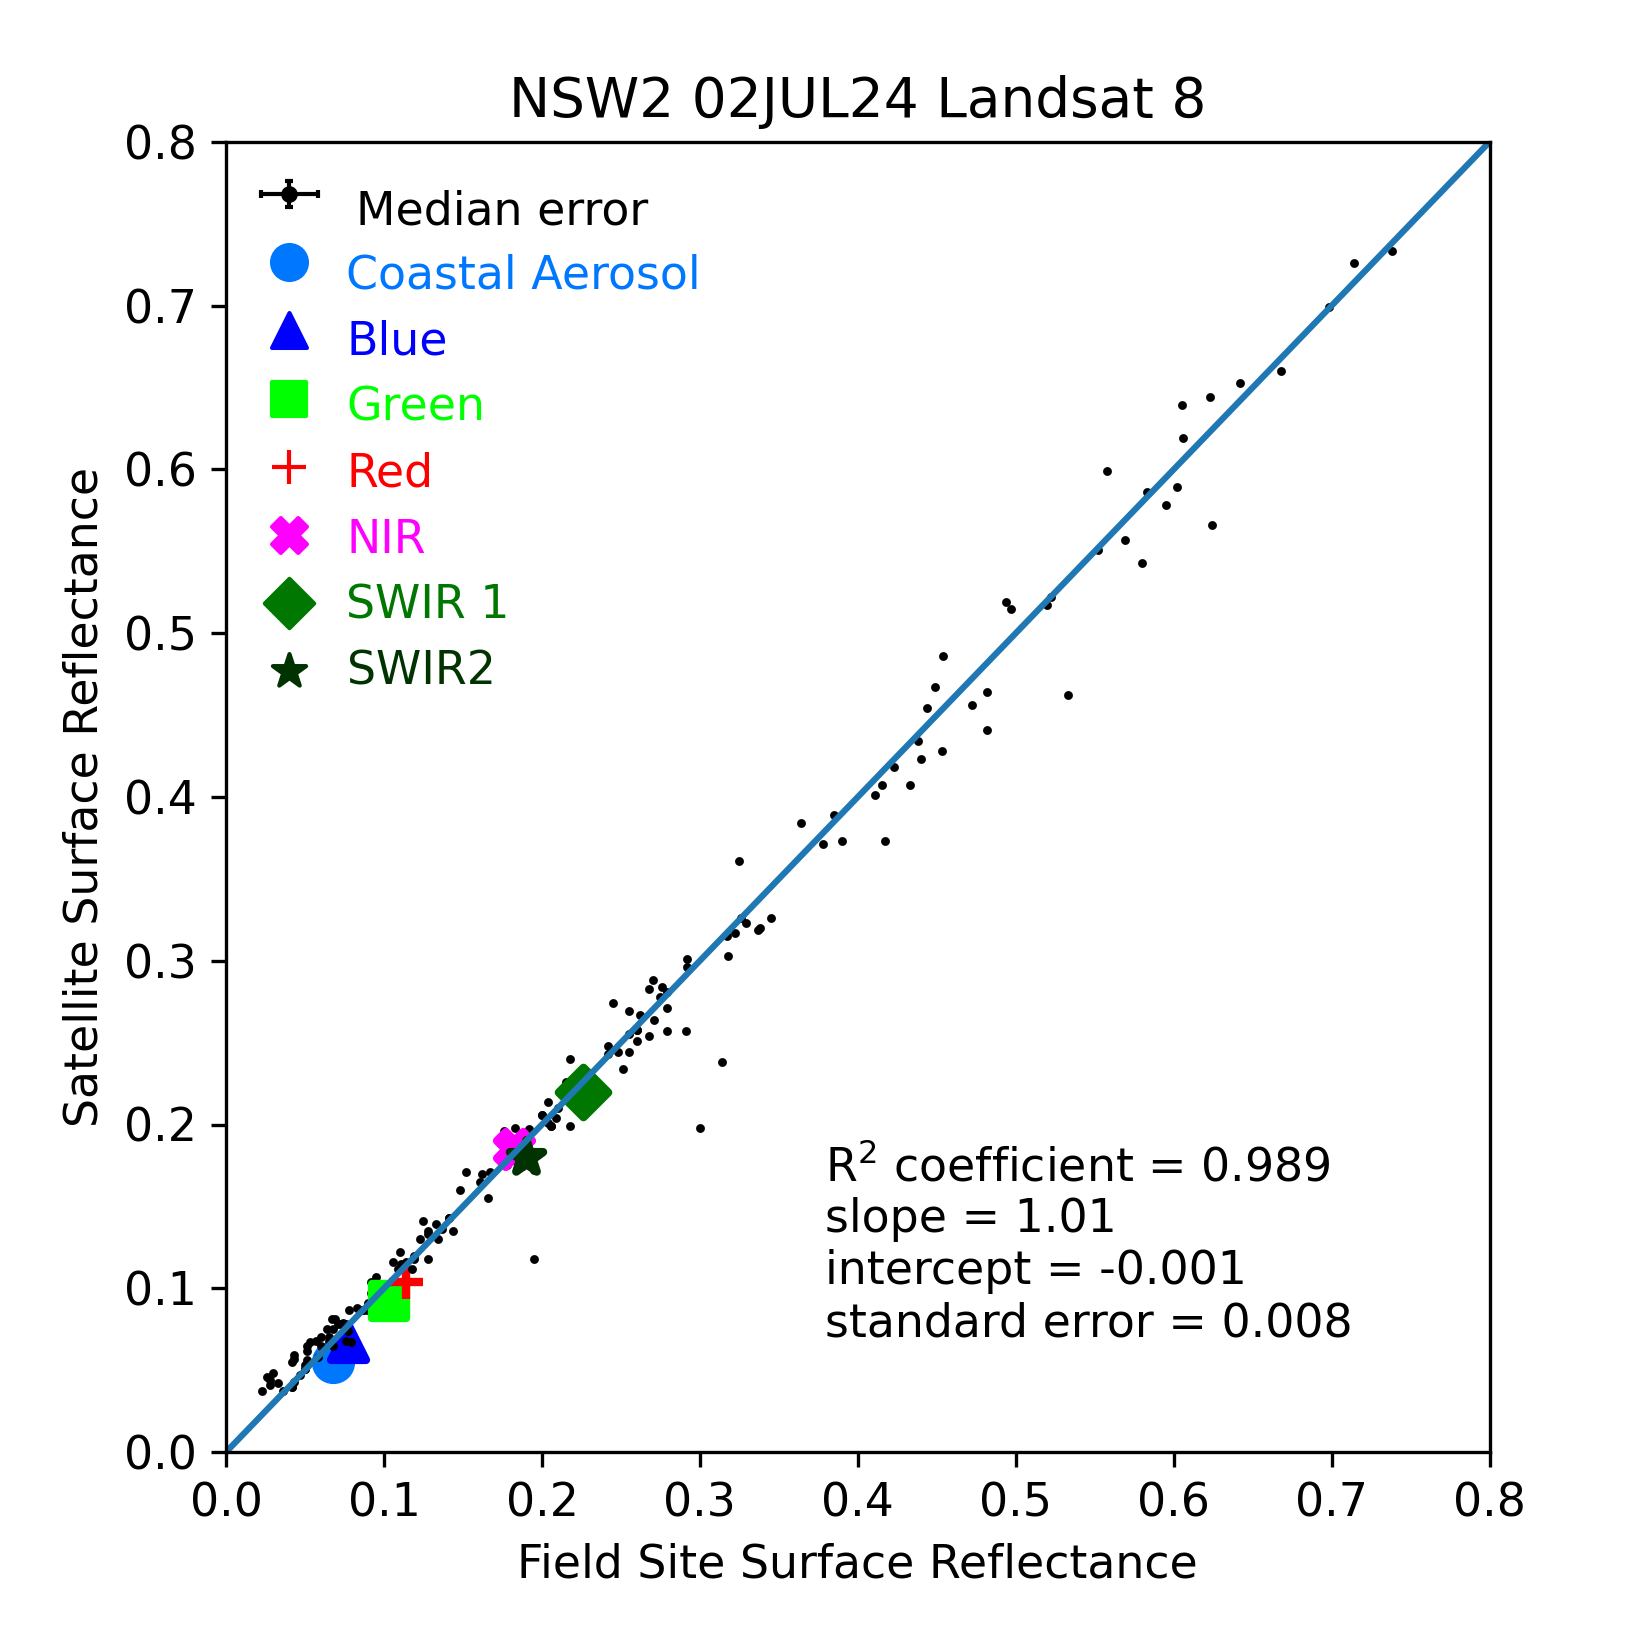 NSW2 02JUL24 Landsat 8
0.8
0.7
0.6
0.5
0.4
0.3
0.2
0.1
0.0
Satellite Surface Reflectance
Median error
Coastal Aerosol
Blue
Green
Red
NIR
SWIR 1
SWIR2
R² coefficient = 0.989
slope = 1.01
intercept = -0.001
standard error = 0.008
0.0 0.1 0.2 0.3 0.4 0.5 0.6 0.7 0.8
Field Site Surface Reflectance